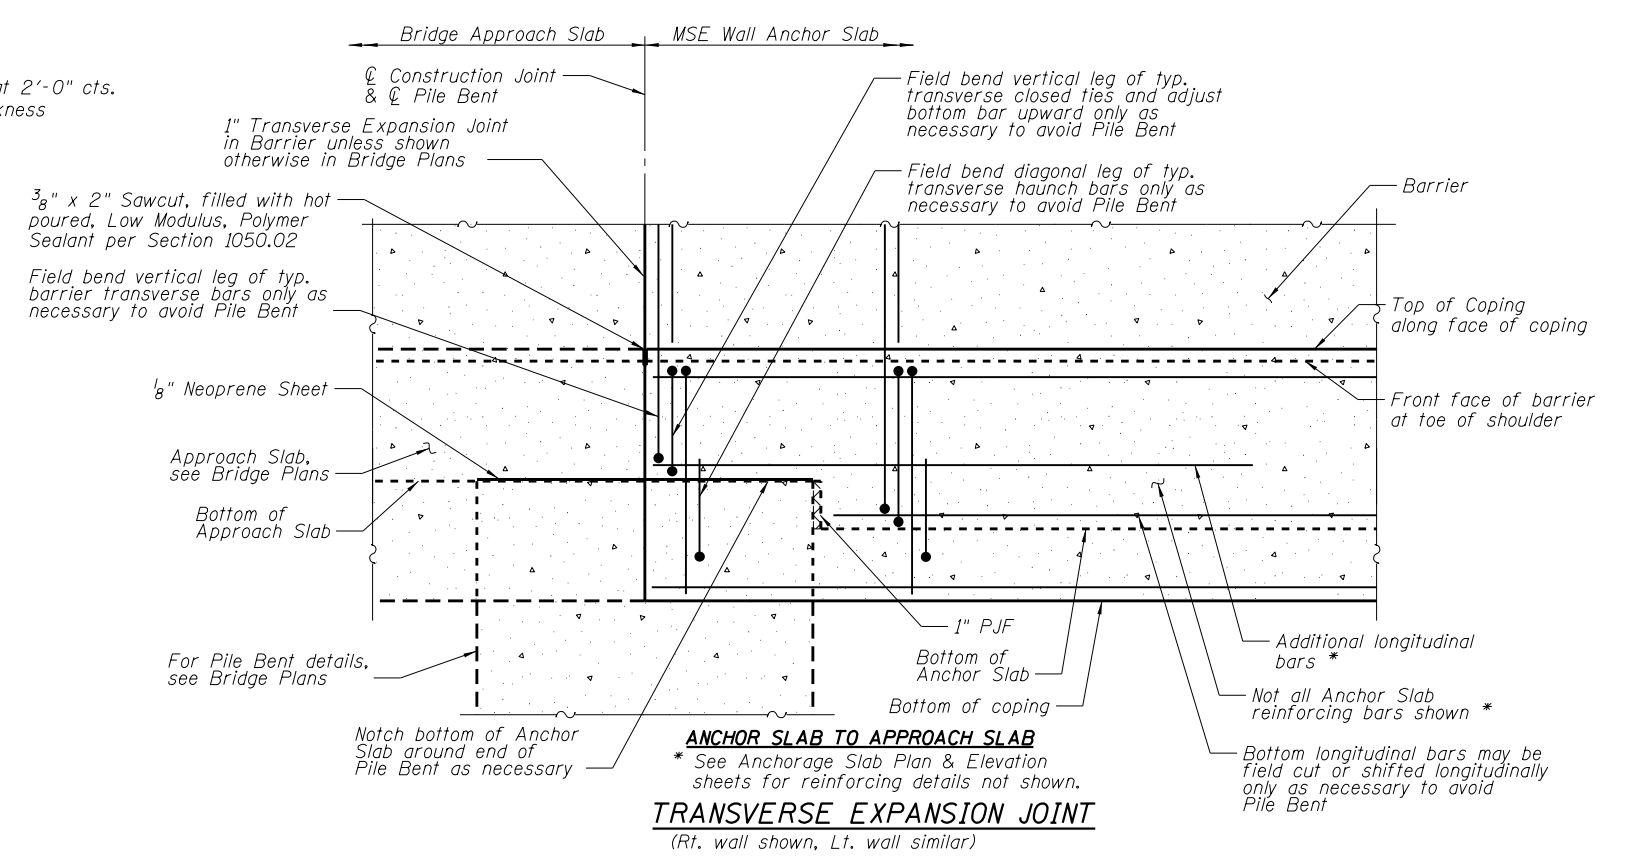 Bridge Approach Slab
MSE Wall Anchor Slab
at 2'-0" cts.
℄ Construction Joint
& ℄ Pile Bent
1" Transverse Expansion Joint
in Barrier unless shown
otherwise in Bridge Plans
3/8" x 2" Sawcut, filled with hot
poured, Low Modulus, Polymer
Sealant per Section 1050.02
Field bend vertical leg of typ.
barrier transverse bars only as
necessary to avoid Pile Bent
1/8" Neoprene Sheet
Approach Slab,
see Bridge Plans
Bottom of
Approach Slab
For Pile Bent details,
see Bridge Plans
Notch bottom of Anchor
Slab around end of
Pile Bent as necessary
Field bend vertical leg of typ.
transverse closed ties and adjust
bottom bar upward only as
necessary to avoid Pile Bent
Field bend diagonal leg of typ.
transverse haunch bars only as
necessary to avoid Pile Bent
Barrier
Top of Coping
along face of coping
Front face of barrier
at toe of shoulder
1" PJF
Bottom of
Anchor Slab
Bottom of coping
Additional longitudinal
bars *
Not all Anchor Slab
reinforcing bars shown *
Bottom longitudinal bars may be
field cut or shifted longitudinally
only as necessary to avoid
Pile Bent
ANCHOR SLAB TO APPROACH SLAB
* See Anchorage Slab Plan & Elevation
sheets for reinforcing details not shown.
TRANSVERSE EXPANSION JOINT
(Rt. wall shown, Lt. wall similar)